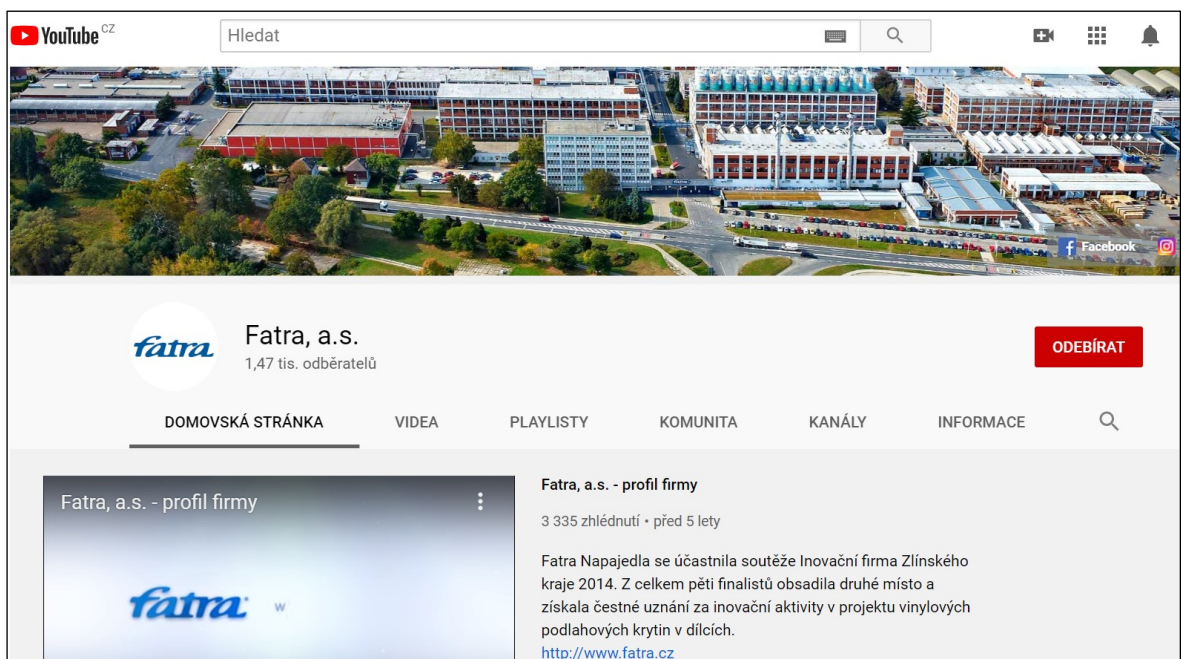 YouTube CZ
Hledat
Facebook
fatra
Fatra, a.s.
1,47 tis. odběratelů
ODEBÍRAT
DOMOVSKÁ STRÁNKA VIDEA PLAYLISTY KOMUNITA KANÁLY INFORMACE
Fatra, a.s. - profil firmy
fatra W
Fatra, a.s. - profil firmy
3 335 zhlédnutí • před 5 lety
Fatra Napajedla se účastnila soutěže Inovační firma Zlínského
kraje 2014. Z celkem pěti finalistů obsadila druhé místo a
získala čestné uznání za inovační aktivity v projektu vinylových
podlahových krytin v dílcích.
http://www.fatra.cz